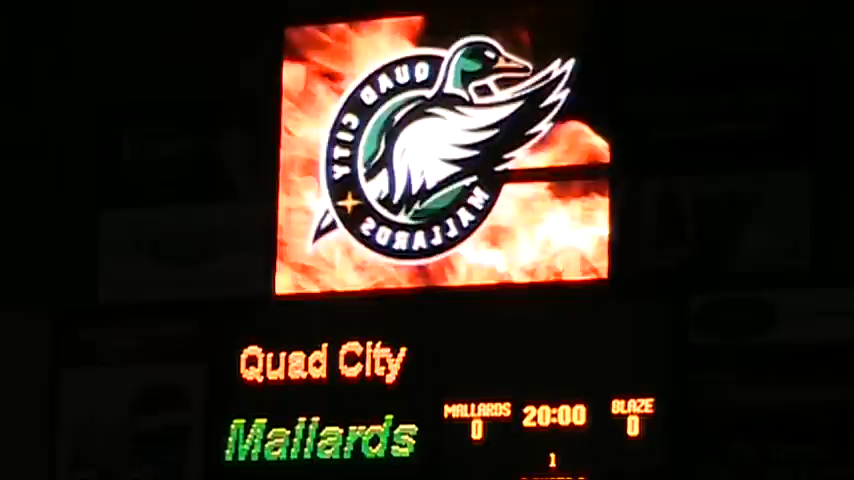 QUAD CITY
MALLARDS
Quad City
Mallards
MALLARDS 20:00 BLAZE
0 0
1